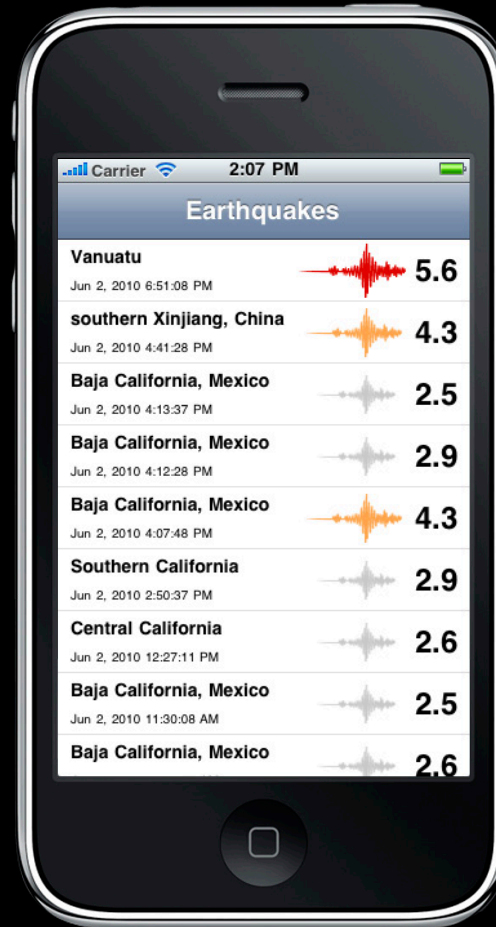 Carrier 2:07 PM
Earthquakes
Vanuatu
5.6
Jun 2, 2010 6:51:08 PM
southern Xinjiang, China
4.3
Jun 2, 2010 4:41:28 PM
Baja California, Mexico
2.5
Jun 2, 2010 4:13:37 PM
Baja California, Mexico
2.9
Jun 2, 2010 4:12:28 PM
Baja California, Mexico
4.3
Jun 2, 2010 4:07:48 PM
Southern California
2.9
Jun 2, 2010 2:50:37 PM
Central California
2.6
Jun 2, 2010 12:27:11 PM
Baja California, Mexico
2.5
Jun 2, 2010 11:30:08 AM
Baja California, Mexico
2.6